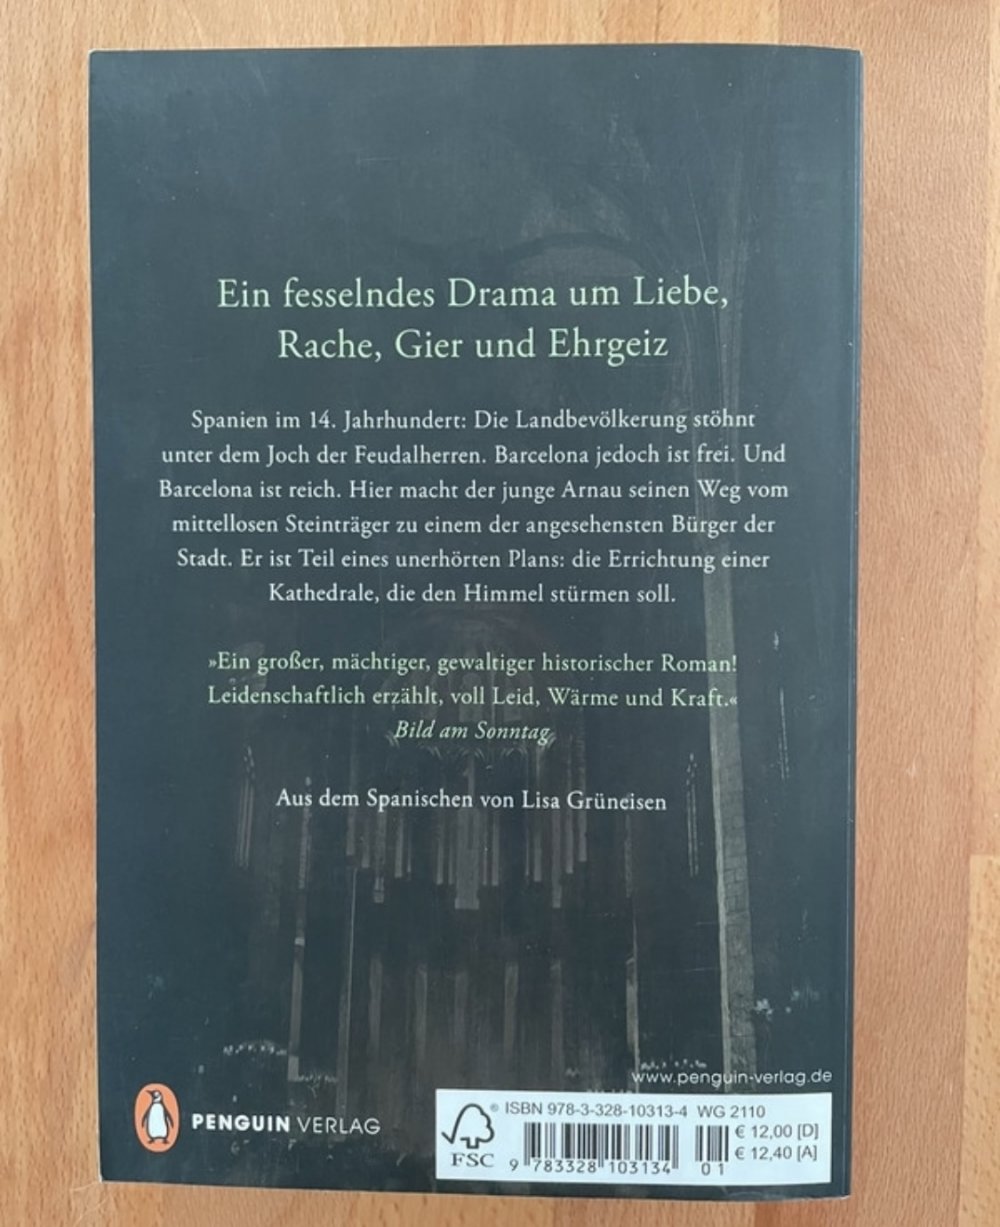 Ein fesselndes Drama um Liebe,
Rache, Gier und Ehrgeiz
Spanien im 14. Jahrhundert: Die Landbevölkerung stöhnt
unter dem Joch der Feudalherren. Barcelona jedoch ist frei. Und
Barcelona ist reich. Hier macht der junge Arnau seinen Weg vom
mittellosen Steinträger zu einem der angesehensten Bürger der
Stadt. Er ist Teil eines unerhörten Plans: die Errichtung einer
Kathedrale, die den Himmel stürmen soll.
»Ein großer, mächtiger, gewaltiger historischer Roman!
Leidenschaftlich erzählt, voll Leid, Wärme und Kraft.«
Bild am Sonntag
Aus dem Spanischen von Lisa Grüneisen
www.penguin-verlag.de
PENGUIN VERLAG
® ISBN 978-3-328-10313-4 WG 2110
€ 12,00 [D]
€ 12,40 [A]
FSC
9 783328 103134 01